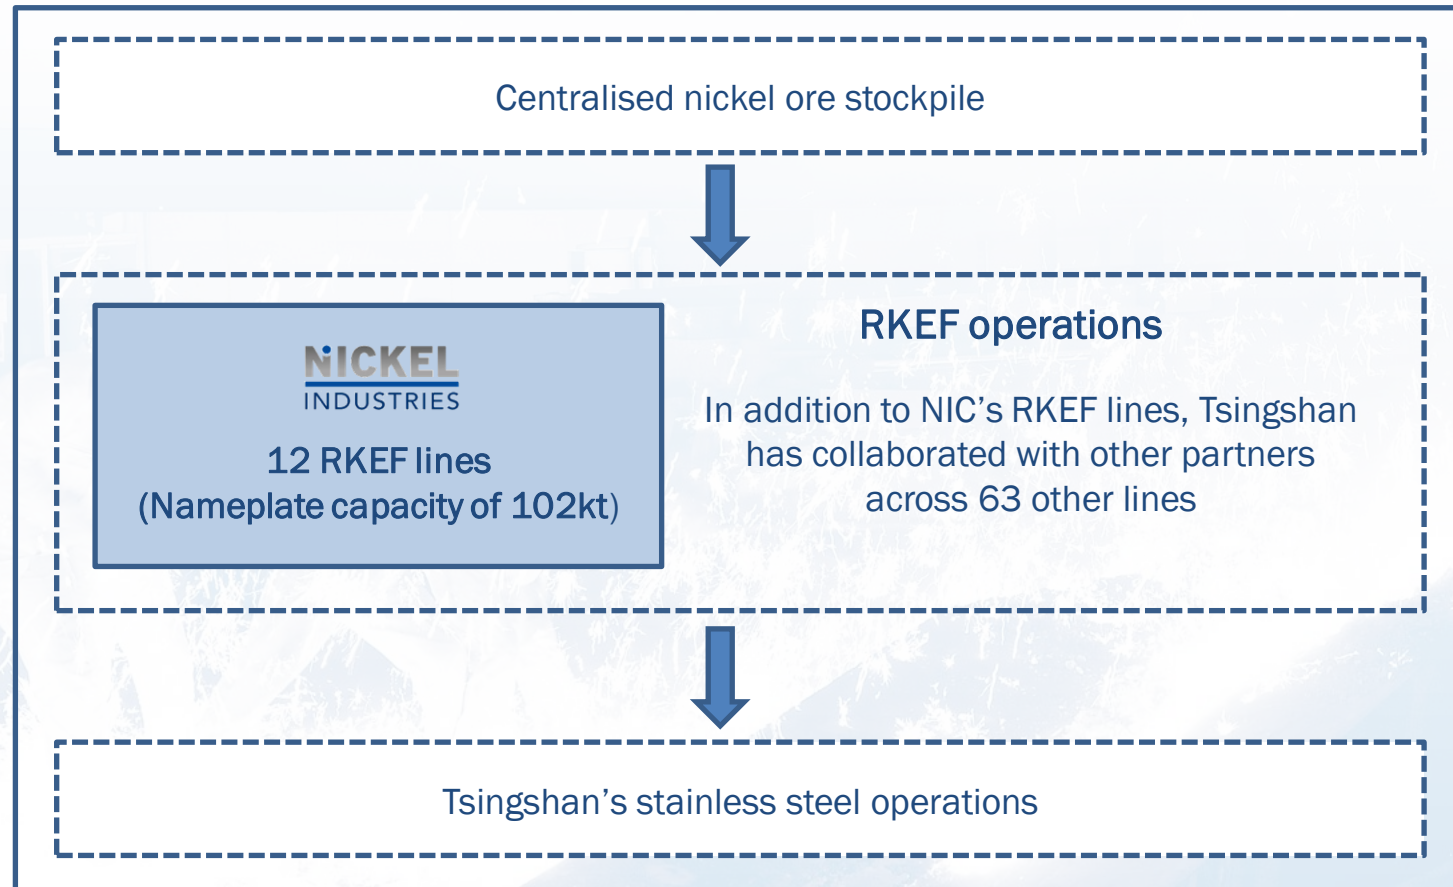 Centralised nickel ore stockpile
NICKEL
INDUSTRIES
12 RKEF lines
(Nameplate capacity of 102kt)
RKEF operations
In addition to NIC’s RKEF lines, Tsingshan
has collaborated with other partners
across 63 other lines
Tsingshan’s stainless steel operations